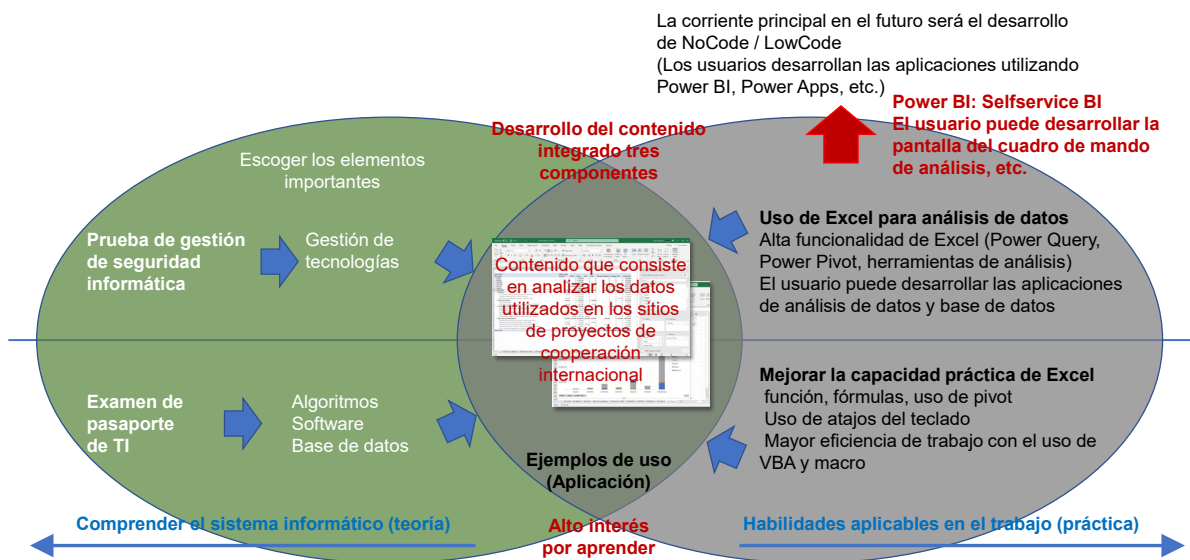 La corriente principal en el futuro será el desarrollo
de NoCode / LowCode
(Los usuarios desarrollan las aplicaciones utilizando
Power BI, Power Apps, etc.)
Power BI: Selfservice BI
El usuario puede desarrollar la
pantalla del cuadro de mando
de análisis, etc.
Desarrollo del contenido
integrado tres
componentes
Escoger los elementos
importantes
Prueba de gestión
de seguridad
informática
Gestión de
tecnologías
Contenido que consiste
en analizar los datos
utilizados en los sitios
de proyectos de
cooperación
internacional
Uso de Excel para análisis de datos
Alta funcionalidad de Excel (Power Query,
Power Pivot, herramientas de análisis)
El usuario puede desarrollar las aplicaciones
de análisis de datos y base de datos
Examen de
pasaporte
de TI
Algoritmos
Software
Base de datos
Mejorar la capacidad práctica de Excel
función, fórmulas, uso de pivot
Uso de atajos del teclado
Mayor eficiencia de trabajo con el uso de
VBA y macro
Ejemplos de uso
(Aplicación)
Comprender el sistema informático (teoría)
Alto interés
por aprender
Habilidades aplicables en el trabajo (práctica)